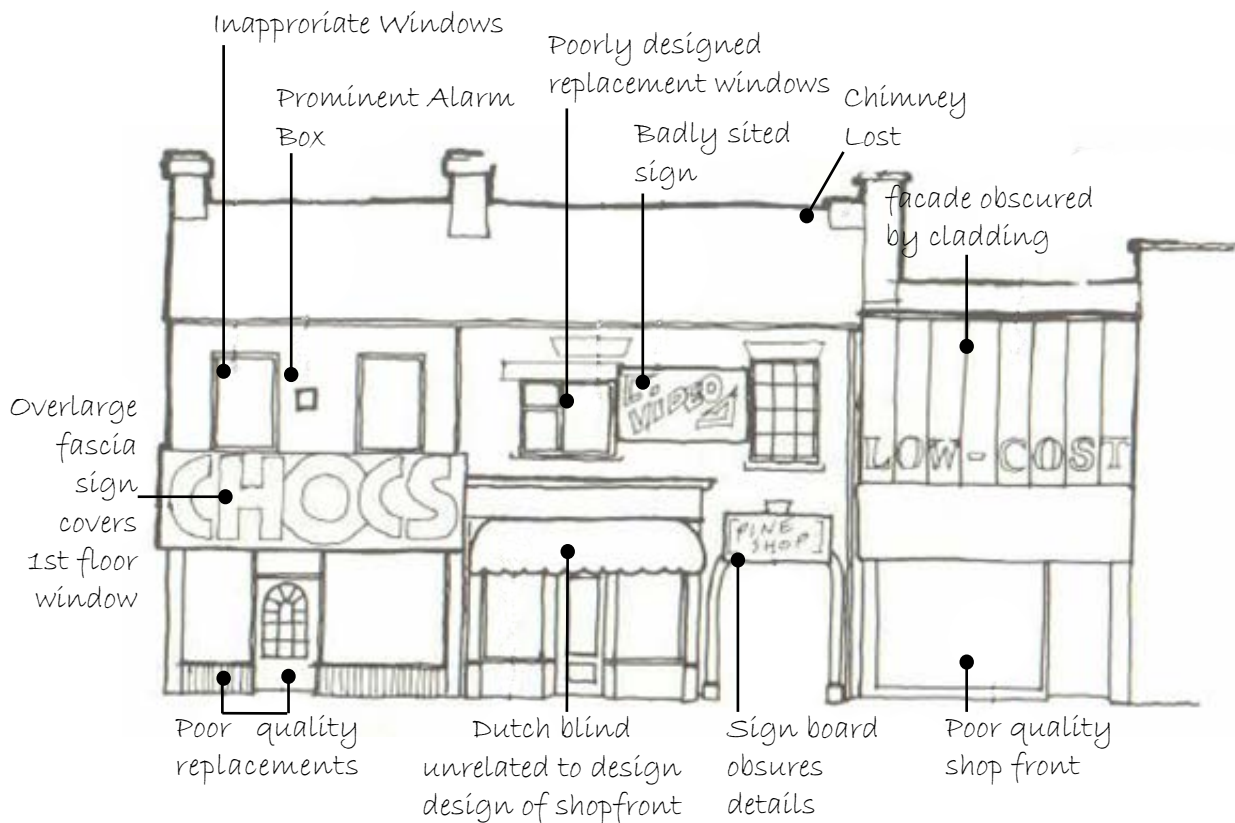 Inapproriate Windows
Poorly designed
replacement windows
Prominent Alarm
Box
Chimney
Lost
Badly sited
sign
facade obscured
by cladding
Overlarge
fascia
sign
covers
1st floor
window
VIDEO
LOW-COST
CHOCS
[PINE
SHOP]
Poor quality
replacements
Dutch blind
unrelated to design
design of shopfront
Sign board
obsures
details
Poor quality
shop front